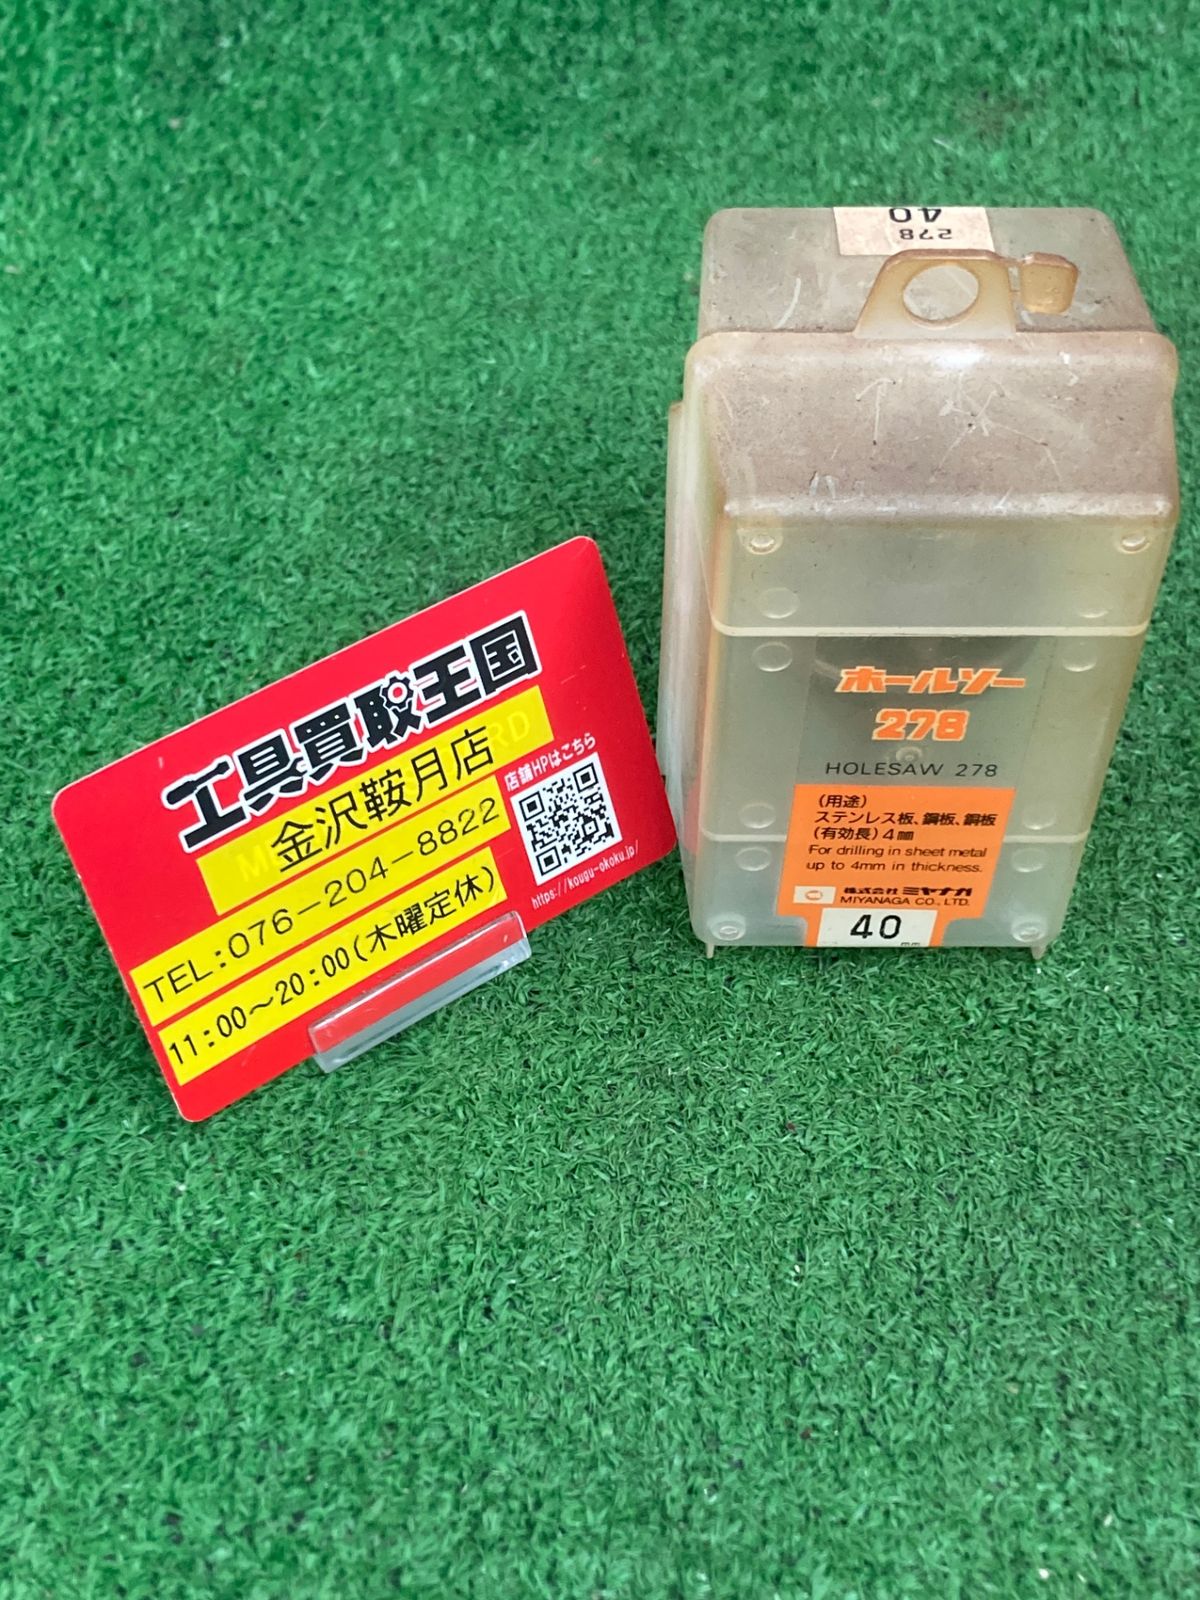 工具買取王国
金沢鞍月店
TEL:076-204-8822
11:00～20:00(木曜定休)
店舗HPはこちら
https://kougu-okoku.jp/
278
40
ホールソー
278
HOLESAW 278
(用途)
ステンレス板、鋼板、銅板
(有効長) 4㎜
For drilling in sheet metal
up to 4mm in thickness.
株式会社 ミヤナガ
MIYANAGA CO., LTD.
40
mm